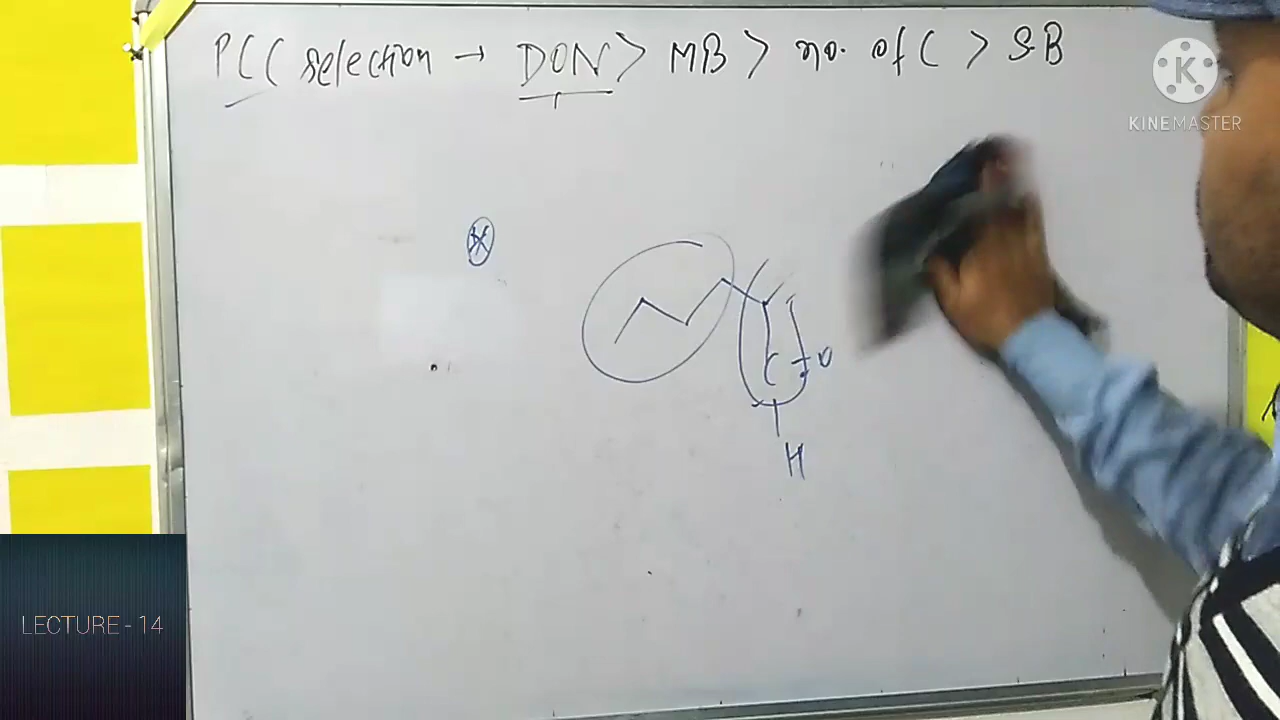 PCC selection → DON > MB > no. of C > SB
KINEMASTER
C
O
H
LECTURE - 14